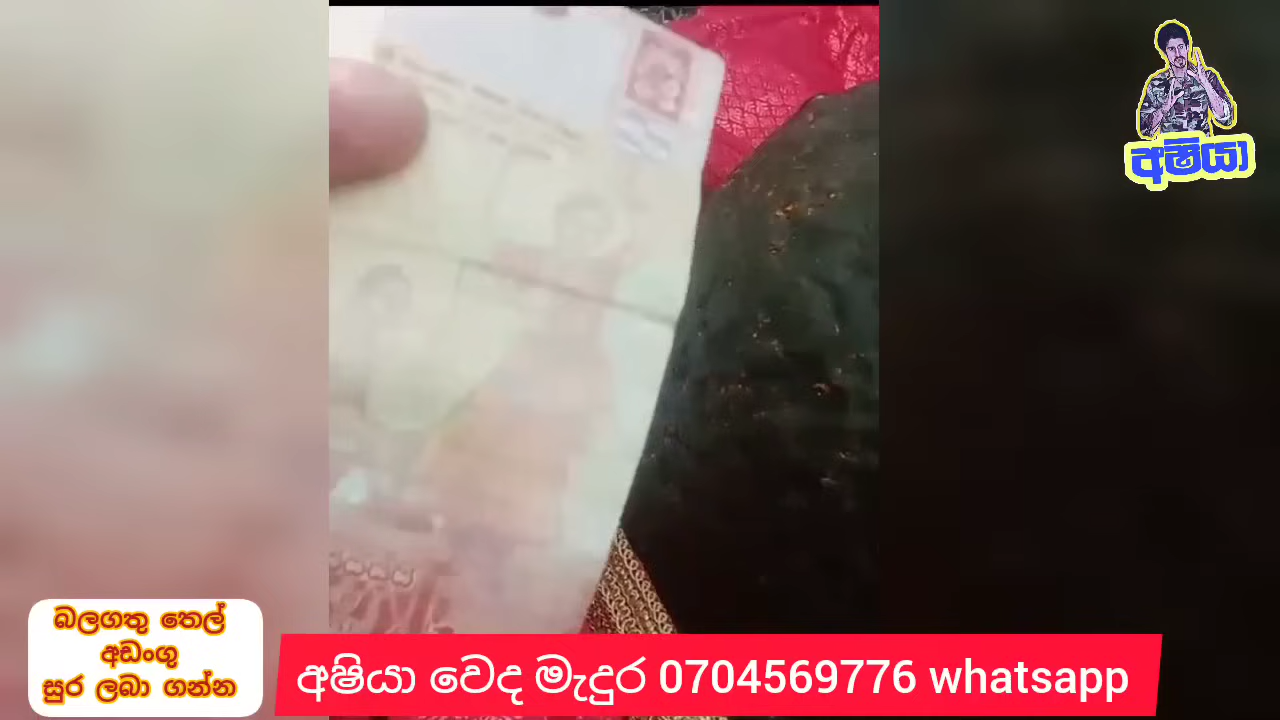 අෂියා
බලගතු තෙල්
අඩංගු
සුර ලබා ගන්න
අෂියා වෙද මැදුර 0704569776 whatsapp